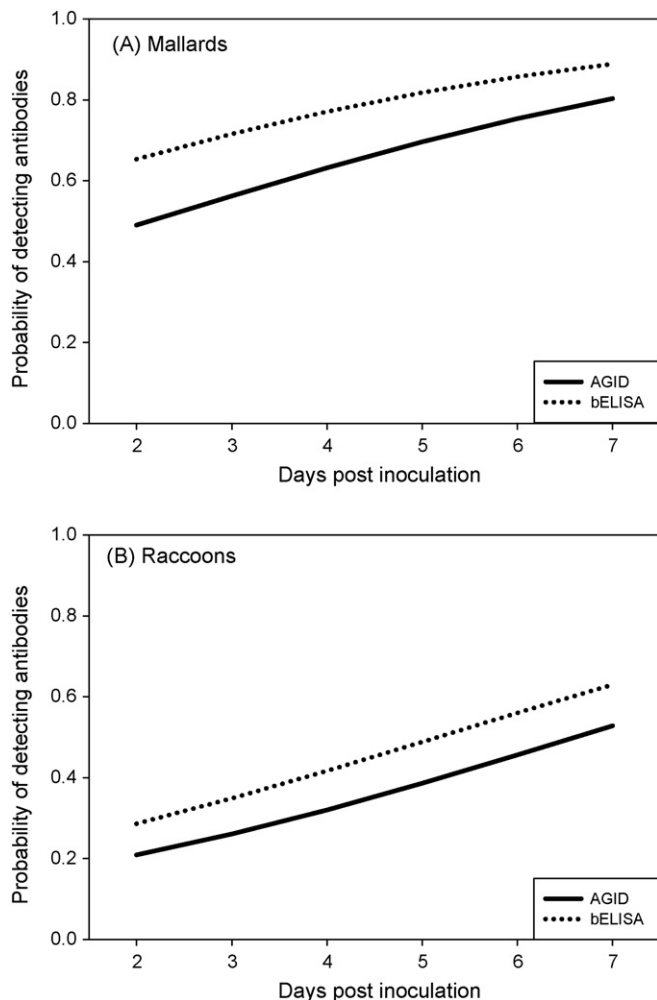 (A) Mallards
Probability of detecting antibodies
1.0
0.8
0.6
0.4
0.2
0.0
AGID
bELISA
2 3 4 5 6 7
Days post inoculation
(B) Raccoons
Probability of detecting antibodies
1.0
0.8
0.6
0.4
0.2
0.0
AGID
bELISA
2 3 4 5 6 7
Days post inoculation